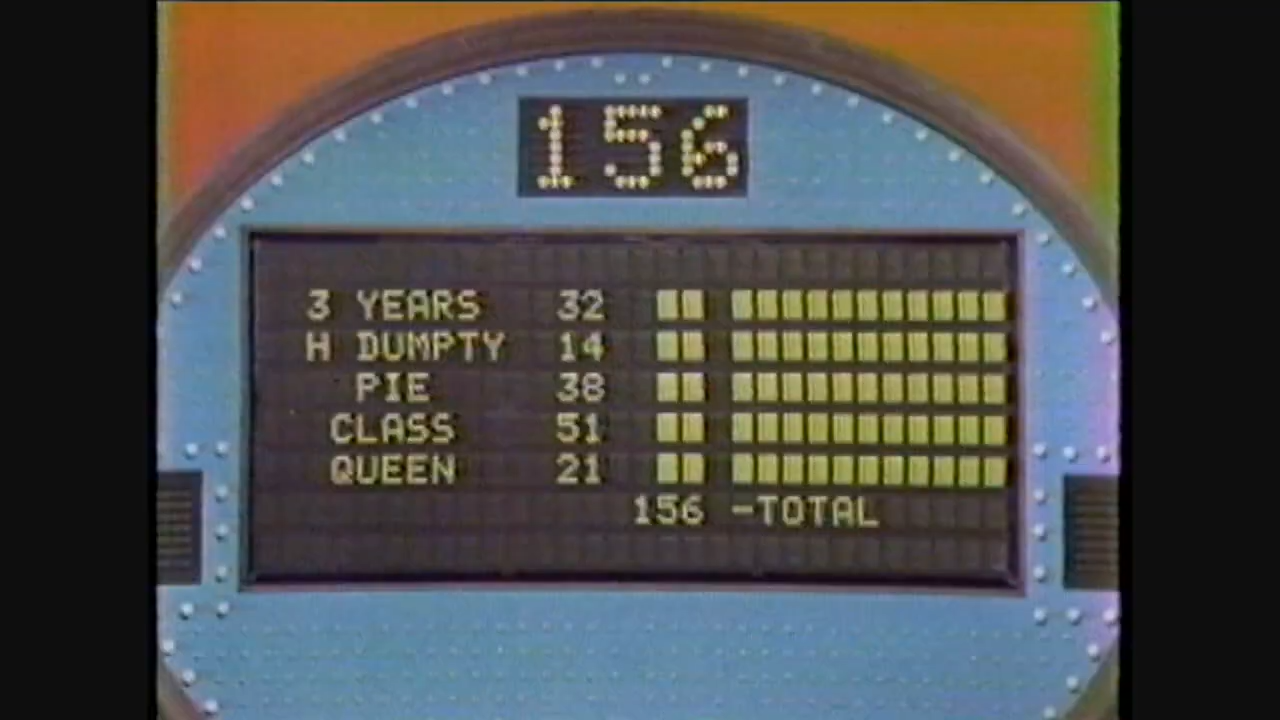 156
3 YEARS 32
H DUMPTY 14
PIE 38
CLASS 51
QUEEN 21
156 -TOTAL